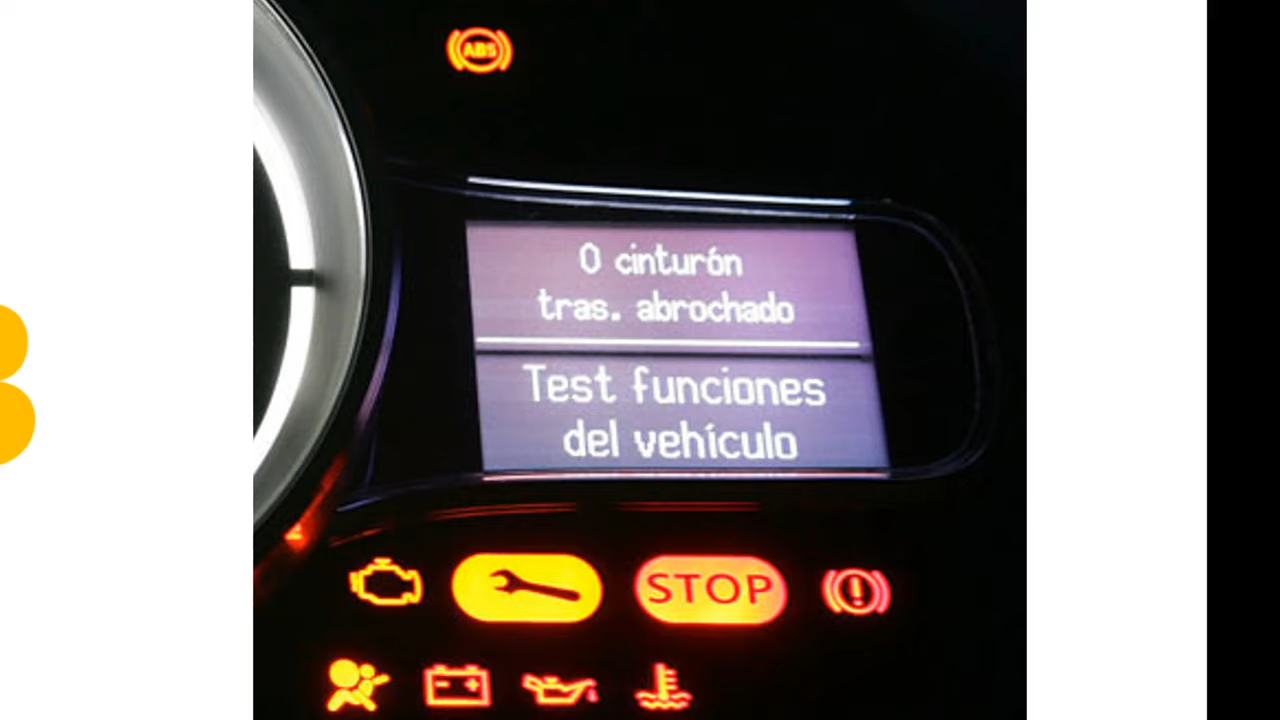 ABS
0 cinturón
tras. abrochado
Test funciones
del vehículo
STOP